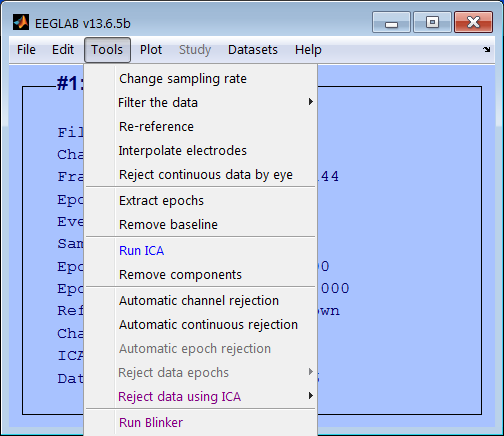 EEGLAB v13.6.5b
File Edit Tools Plot Study Datasets Help
#1:
Change sampling rate
Filter the data
Re-reference
Interpolate electrodes
Reject continuous data by eye
Extract epochs
Remove baseline
Run ICA
Remove components
Automatic channel rejection
Automatic continuous rejection
Automatic epoch rejection
Reject data epochs
Reject data using ICA
Run Blinker
Fil
Cha
Fra 44
Epo
Eve
Sam
Epo 00
Epo 000
Ref own
Cha
ICA
Dat